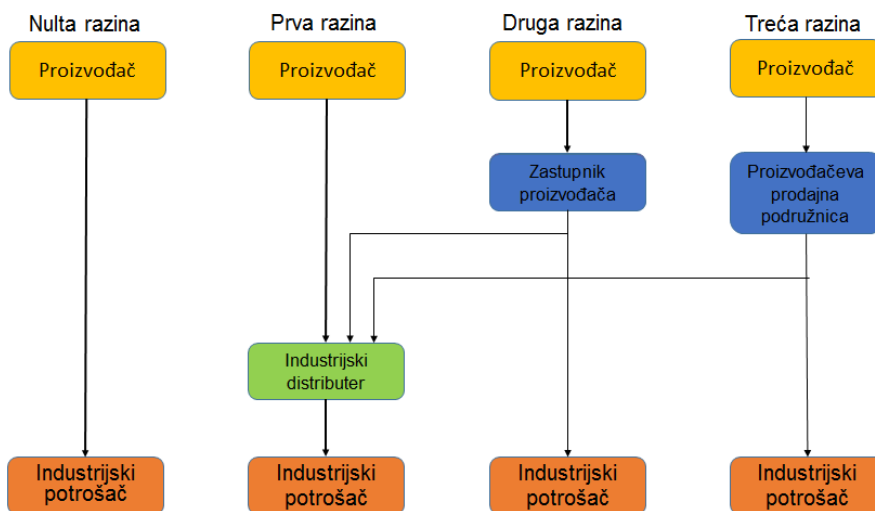 Nulta razina
Prva razina
Druga razina
Treća razina
Proizvođač
Proizvođač
Proizvođač
Proizvođač
Zastupnik
proizvođača
Proizvođačeva
prodajna
podružnica
Industrijski
distributer
Industrijski
potrošač
Industrijski
potrošač
Industrijski
potrošač
Industrijski
potrošač